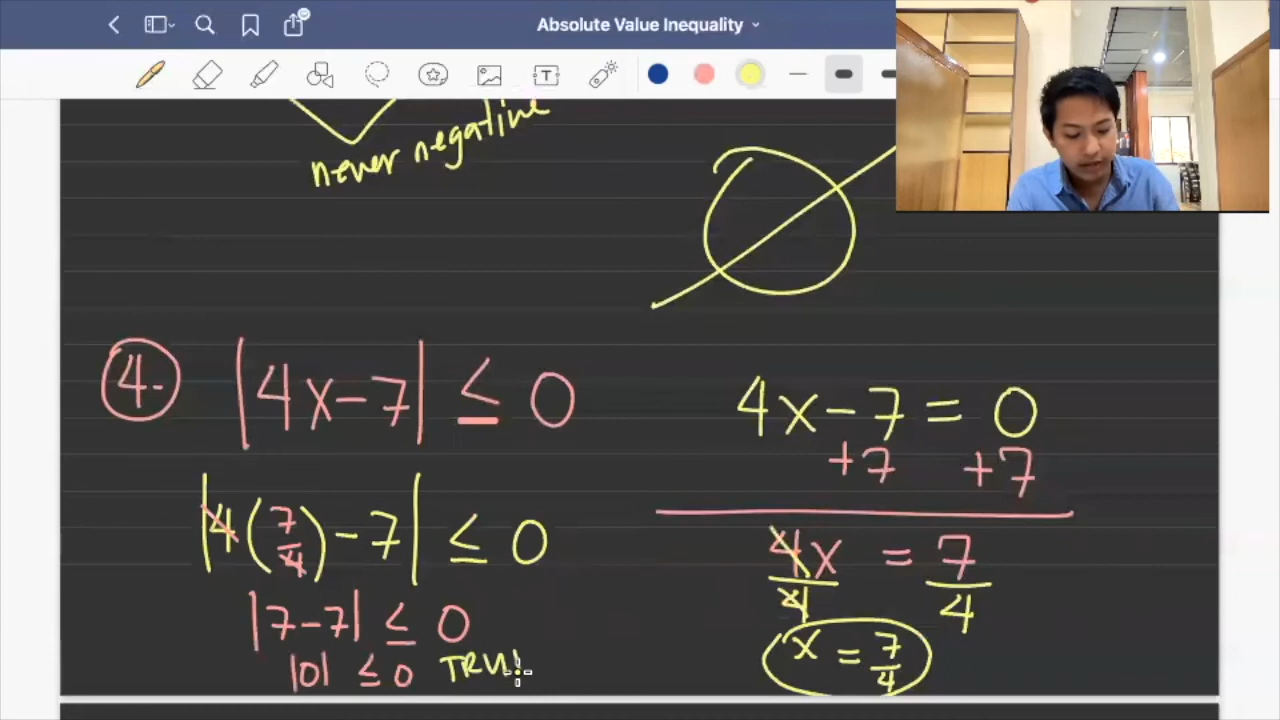 Absolute Value Inequality
never negative
4. |4x-7| ≤ 0
4x-7 = 0
+7 +7
|4(7/4)-7| ≤ 0
4x/4 = 7/4
|7-7| ≤ 0
x = 7/4
|0| ≤ 0 TRU